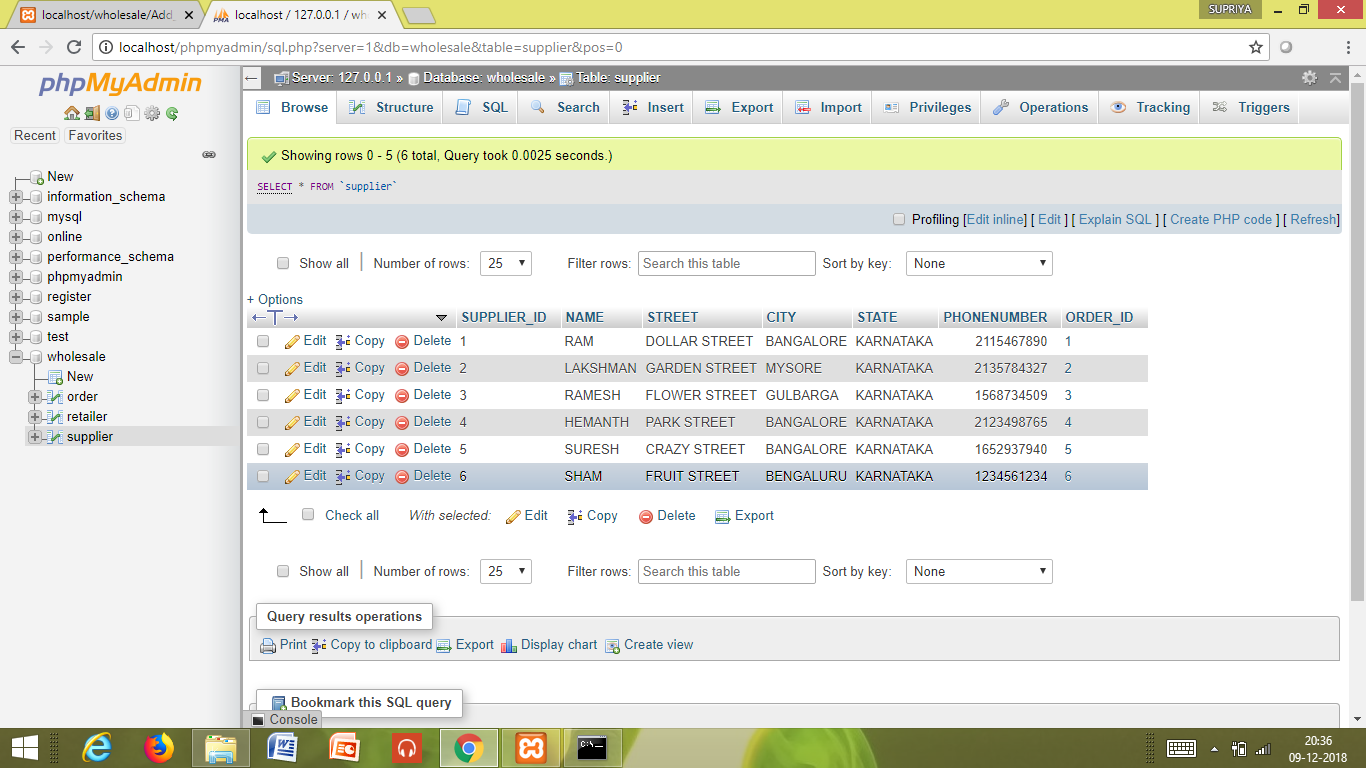 localhost/wholesale/Add_
localhost / 127.0.0.1 / wh
SUPRIYA
localhost/phpmyadmin/sql.php?server=1&db=wholesale&table=supplier&pos=0
phpMyAdmin
Recent Favorites
New
information_schema
mysql
online
performance_schema
phpmyadmin
register
sample
test
wholesale
New
order
retailer
supplier
Server: 127.0.0.1 » Database: wholesale » Table: supplier
Browse Structure SQL Search Insert Export Import Privileges Operations Tracking Triggers
Showing rows 0 - 5 (6 total, Query took 0.0025 seconds.)
SELECT * FROM `supplier`
Profiling [Edit inline] [ Edit ] [ Explain SQL ] [ Create PHP code ] [ Refresh]
Show all | Number of rows: 25 Filter rows: Search this table Sort by key: None
+ Options
←T→ SUPPLIER_ID NAME STREET CITY STATE PHONENUMBER ORDER_ID
Edit Copy Delete 1 RAM DOLLAR STREET BANGALORE KARNATAKA 2115467890 1
Edit Copy Delete 2 LAKSHMAN GARDEN STREET MYSORE KARNATAKA 2135784327 2
Edit Copy Delete 3 RAMESH FLOWER STREET GULBARGA KARNATAKA 1568734509 3
Edit Copy Delete 4 HEMANTH PARK STREET BANGALORE KARNATAKA 2123498765 4
Edit Copy Delete 5 SURESH CRAZY STREET BANGALORE KARNATAKA 1652937940 5
Edit Copy Delete 6 SHAM FRUIT STREET BENGALURU KARNATAKA 1234561234 6
Check all With selected: Edit Copy Delete Export
Show all | Number of rows: 25 Filter rows: Search this table Sort by key: None
Query results operations
Print Copy to clipboard Export Display chart Create view
Bookmark this SQL query
Console
20:36
09-12-2018